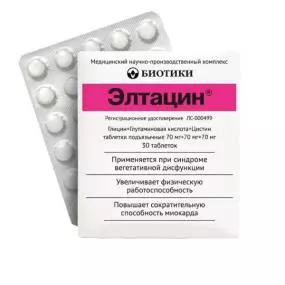 Медицинский научно-производственный комплекс
БИОТИКИ
Элтацин®
Регистрационное удостоверение ЛС-000499
Глицин+Глутаминовая кислота+Цистин
таблетки подъязычные 70 мг+70 мг+70 мг
30 таблеток
Применяется при синдроме
вегетативной дисфункции
Увеличивает физическую
работоспособность
Повышает сократительную
способность миокарда